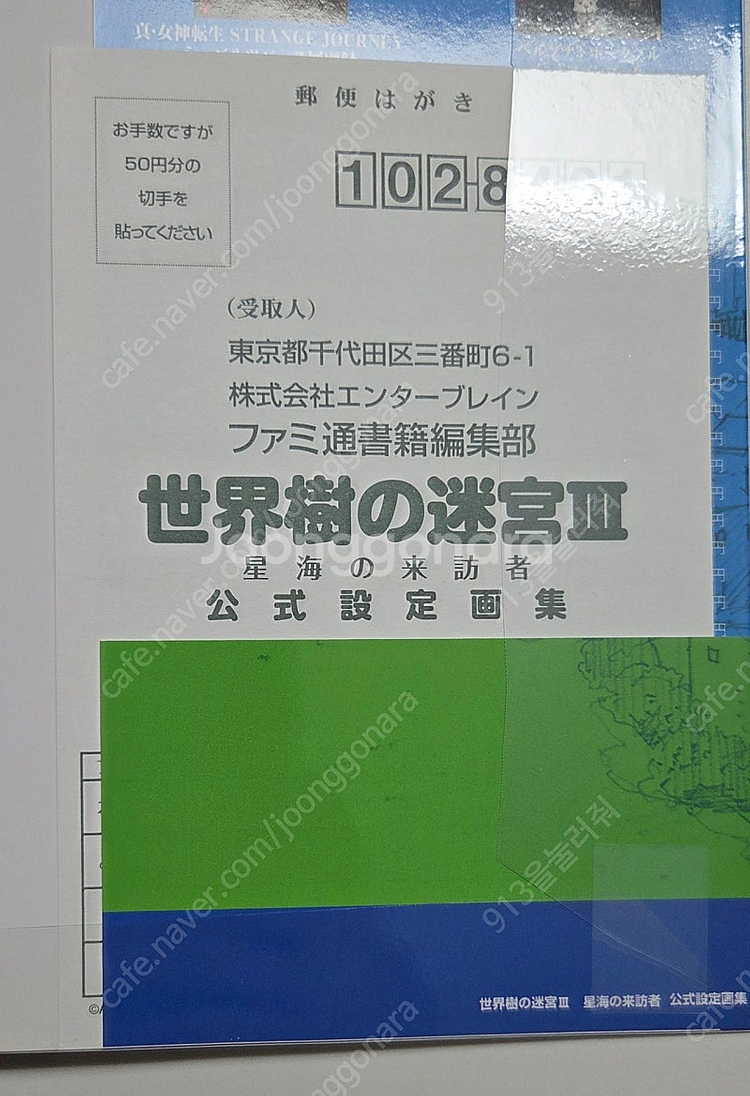 真・女神転生 STRANGE JOURNEY
郵便はがき
お手数ですが
50円分の
切手を
貼ってください
102-8
（受取人）
東京都千代田区三番町6-1
株式会社エンターブレイン
ファミ通書籍編集部
世界樹の迷宮III
星海の来訪者
公式設定画集
世界樹の迷宮III 星海の来訪者 公式設定画集
joonggonara
cafe.naver.com/joonggonara
913을눌러줘